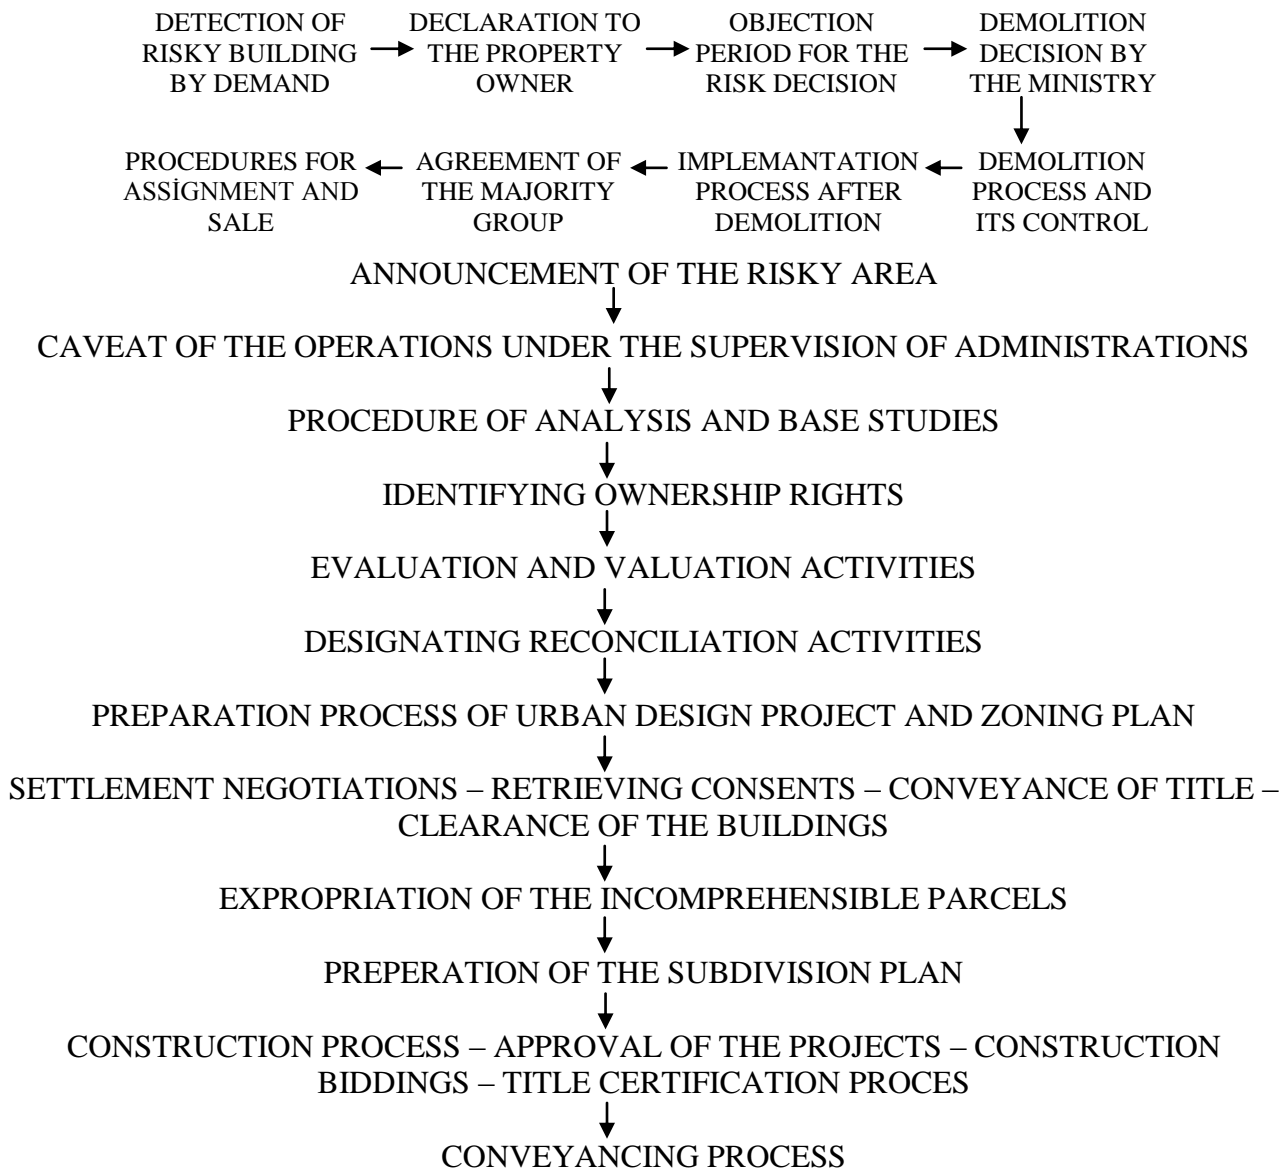 DETECTION OF
RISKY BUILDING
BY DEMAND
DECLARATION TO
THE PROPERTY
OWNER
OBJECTION
PERIOD FOR THE
RISK DECISION
DEMOLITION
DECISION BY
THE MINISTRY
DEMOLITION
PROCESS AND
ITS CONTROL
IMPLEMANTATION
PROCESS AFTER
DEMOLITION
AGREEMENT OF
THE MAJORITY
GROUP
PROCEDURES FOR
ASSİGNMENT AND
SALE
ANNOUNCEMENT OF THE RISKY AREA
CAVEAT OF THE OPERATIONS UNDER THE SUPERVISION OF ADMINISTRATIONS
PROCEDURE OF ANALYSIS AND BASE STUDIES
IDENTIFYING OWNERSHIP RIGHTS
EVALUATION AND VALUATION ACTIVITIES
DESIGNATING RECONCILIATION ACTIVITIES
PREPARATION PROCESS OF URBAN DESIGN PROJECT AND ZONING PLAN
SETTLEMENT NEGOTIATIONS – RETRIEVING CONSENTS – CONVEYANCE OF TITLE –
CLEARANCE OF THE BUILDINGS
EXPROPRIATION OF THE INCOMPREHENSIBLE PARCELS
PREPERATION OF THE SUBDIVISION PLAN
CONSTRUCTION PROCESS – APPROVAL OF THE PROJECTS – CONSTRUCTION
BIDDINGS – TITLE CERTIFICATION PROCES
CONVEYANCING PROCESS